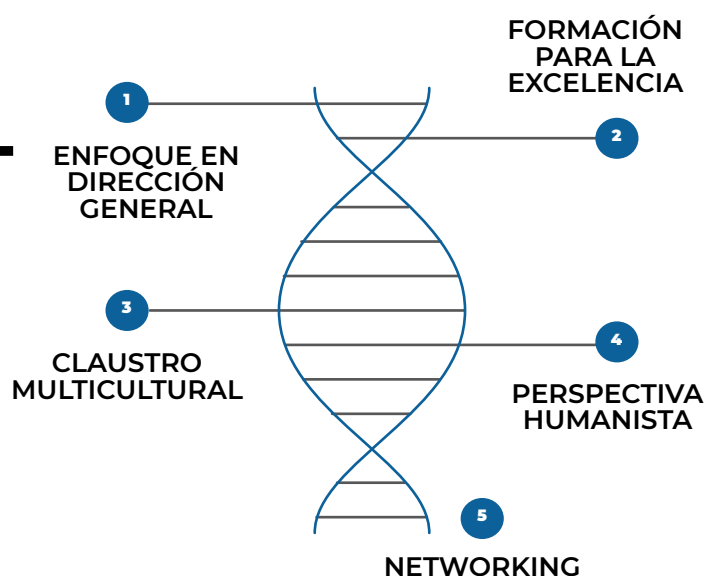 1
ENFOQUE EN
DIRECCIÓN
GENERAL
FORMACIÓN
PARA LA
EXCELENCIA
2
3
CLAUSTRO
MULTICULTURAL
4
PERSPECTIVA
HUMANISTA
5
NETWORKING